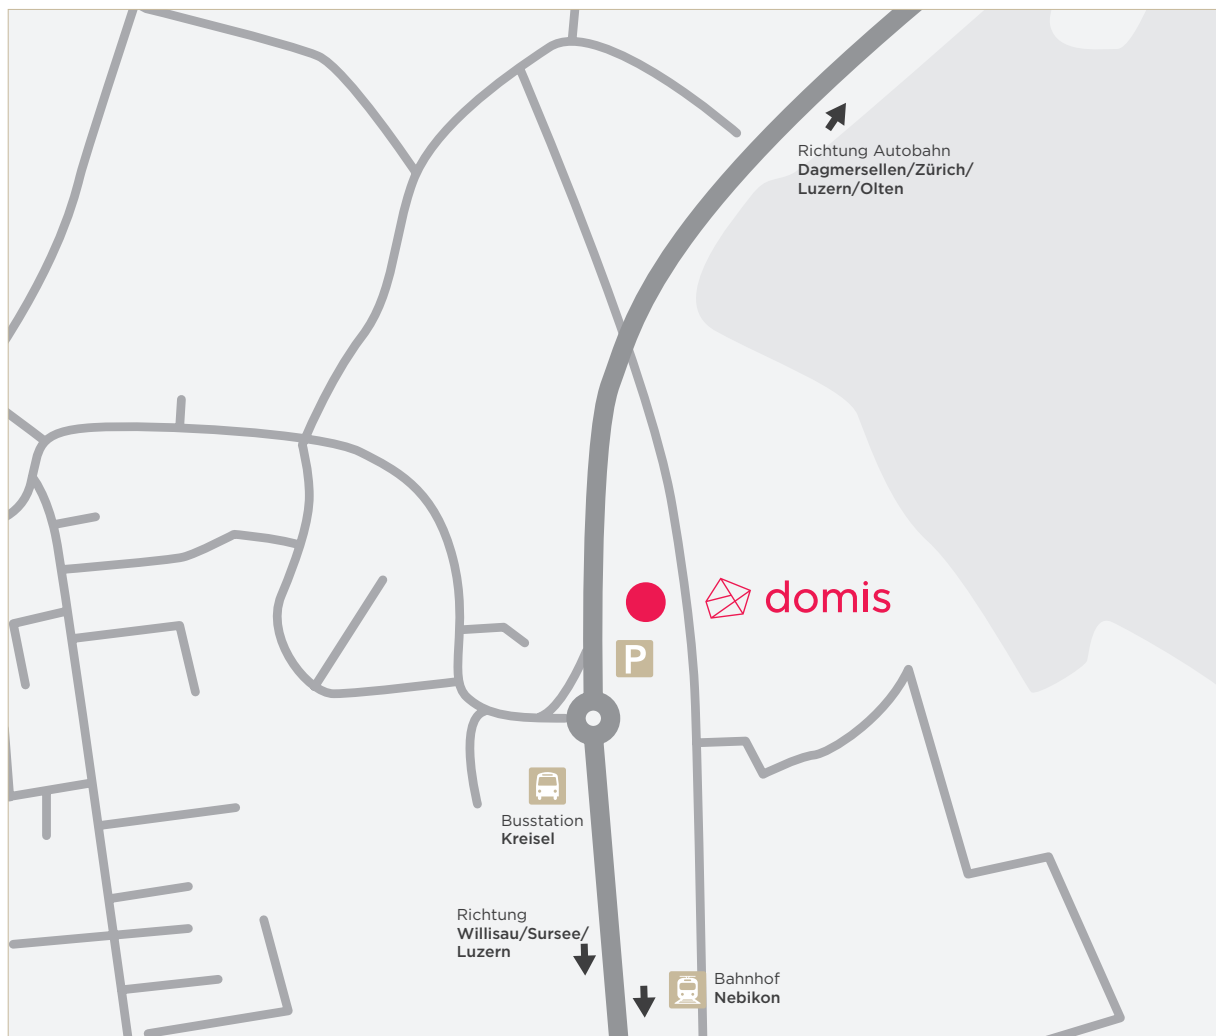 Richtung Autobahn
Dagmersellen/Zürich/
Luzern/Olten
domis
P
Busstation
Kreisel
Richtung
Willisau/Sursee/
Luzern
Bahnhof
Nebikon